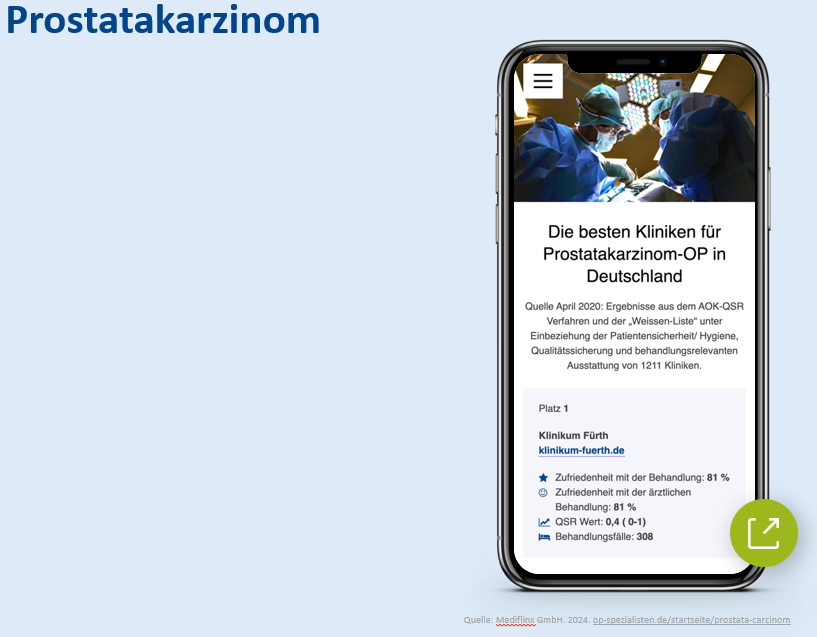 Prostatakarzinom
Die besten Kliniken für
Prostatakarzinom-OP in
Deutschland
Quelle April 2020: Ergebnisse aus dem AOK-QSR
Verfahren und der „Weissen-Liste“ unter
Einbeziehung der Patientensicherheit/ Hygiene,
Qualitätssicherung und behandlungsrelevanten
Ausstattung von 1211 Kliniken.
Platz 1
Klinikum Fürth
klinikum-fuerth.de
Zufriedenheit mit der Behandlung: 81 %
Zufriedenheit mit der ärztlichen
Behandlung: 81 %
QSR Wert: 0,4 ( 0-1)
Behandlungsfälle: 308
Quelle: Mediflinx GmbH. 2024. op-spezialisten.de/startseite/prostata-carcinom